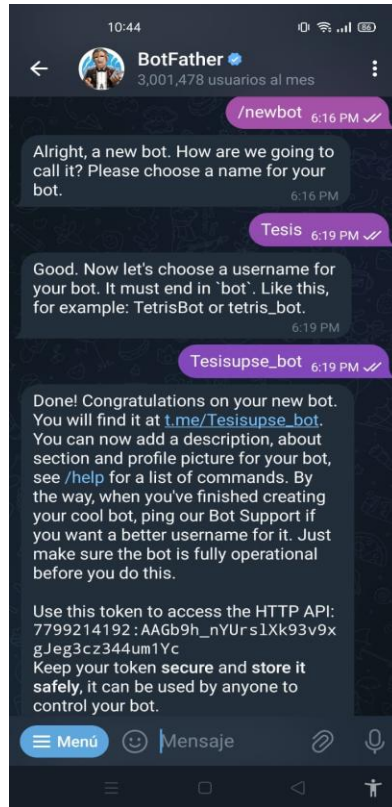 10:44
86
BotFather
3,001,478 usuarios al mes
/newbot 6:16 PM
Alright, a new bot. How are we going to
call it? Please choose a name for your
bot.
6:16 PM
Tesis 6:19 PM
Good. Now let's choose a username for
your bot. It must end in `bot`. Like this,
for example: TetrisBot or tetris_bot.
6:19 PM
Tesisupse_bot 6:19 PM
Done! Congratulations on your new bot.
You will find it at t.me/Tesisupse_bot.
You can now add a description, about
section and profile picture for your bot,
see /help for a list of commands. By
the way, when you've finished creating
your cool bot, ping our Bot Support if
you want a better username for it. Just
make sure the bot is fully operational
before you do this.
Use this token to access the HTTP API:
7799214192:AAGb9h_nYUrslXk93v9x
gJeg3cz344um1Yc
Keep your token secure and store it
safely, it can be used by anyone to
control your bot.
Menú
Mensaje